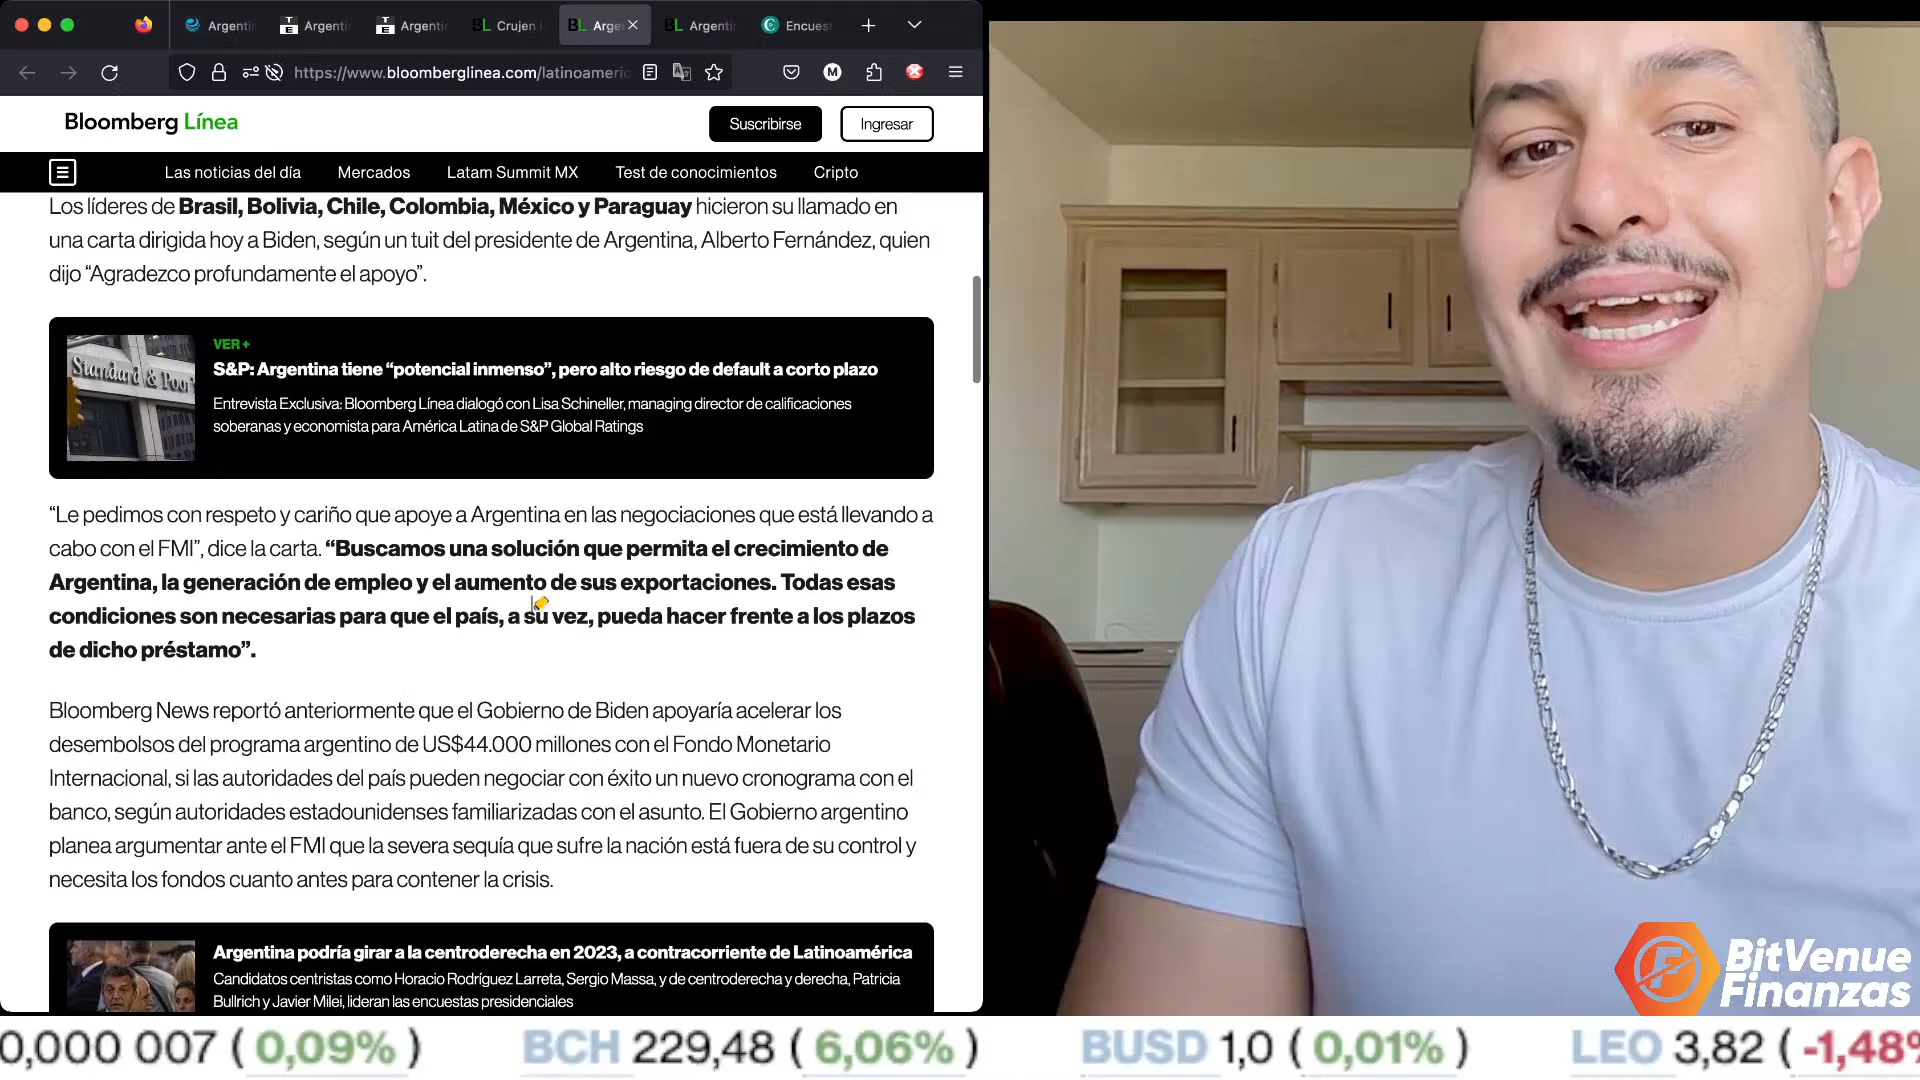 Argenti
Argenti
Argenti
Crujen
Arge
Argenti
Encues
https://www.bloomberglinea.com/latinoameric
Bloomberg Línea
Suscribirse
Ingresar
Las noticias del día
Mercados
Latam Summit MX
Test de conocimientos
Cripto
Los líderes de Brasil, Bolivia, Chile, Colombia, México y Paraguay hicieron su llamado en
una carta dirigida hoy a Biden, según un tuit del presidente de Argentina, Alberto Fernández, quien
dijo “Agradezco profundamente el apoyo”.
Standard & Poor
VER +
S&P: Argentina tiene “potencial inmenso”, pero alto riesgo de default a corto plazo
Entrevista Exclusiva: Bloomberg Línea dialogó con Lisa Schineller, managing director de calificaciones
soberanas y economista para América Latina de S&P Global Ratings
“Le pedimos con respeto y cariño que apoye a Argentina en las negociaciones que está llevando a
cabo con el FMI”, dice la carta. “Buscamos una solución que permita el crecimiento de
Argentina, la generación de empleo y el aumento de sus exportaciones. Todas esas
condiciones son necesarias para que el país, a su vez, pueda hacer frente a los plazos
de dicho préstamo”.
Bloomberg News reportó anteriormente que el Gobierno de Biden apoyaría acelerar los
desembolsos del programa argentino de US$44.000 millones con el Fondo Monetario
Internacional, si las autoridades del país pueden negociar con éxito un nuevo cronograma con el
banco, según autoridades estadounidenses familiarizadas con el asunto. El Gobierno argentino
planea argumentar ante el FMI que la severa sequía que sufre la nación está fuera de su control y
necesita los fondos cuanto antes para contener la crisis.
Argentina podría girar a la centroderecha en 2023, a contracorriente de Latinoamérica
Candidatos centristas como Horacio Rodríguez Larreta, Sergio Massa, y de centroderecha y derecha, Patricia
Bullrich y Javier Milei, lideran las encuestas presidenciales
BitVenue
Finanzas
0,000 007 ( 0,09% )
BCH 229,48 ( 6,06% )
BUSD 1,0 ( 0,01% )
LEO 3,82 ( -1,48%